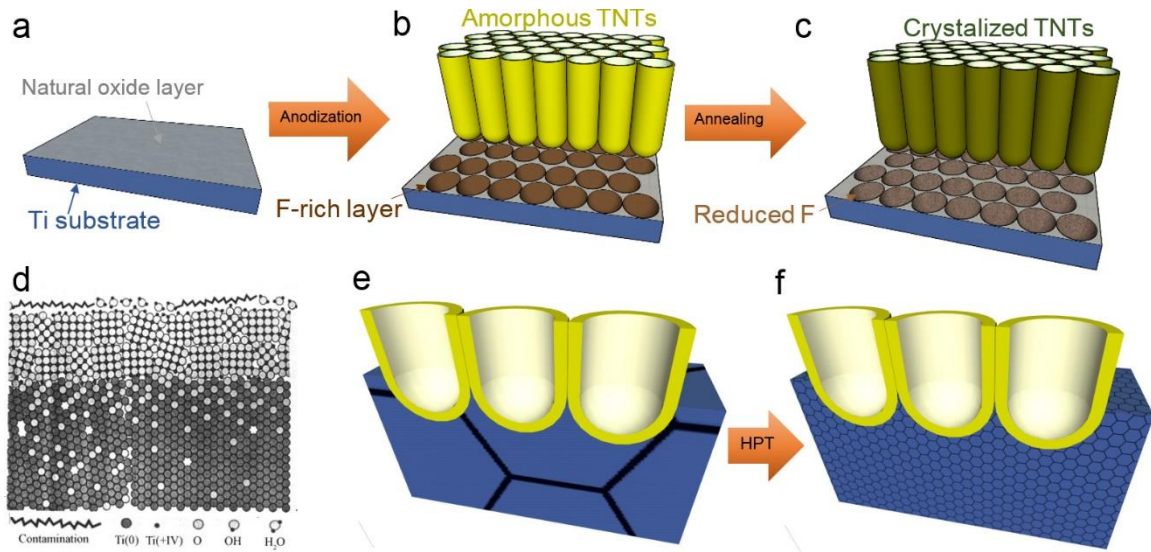 a
Natural oxide layer
Ti substrate
Anodization
b
Amorphous TNTs
F-rich layer
Annealing
c
Crystalized TNTs
Reduced F
d
Contamination Ti(0) Ti(+IV) O OH H₂O
e
HPT
f